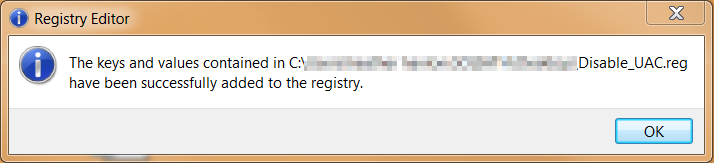 Registry Editor
The keys and values contained in C:\ Disable_UAC.reg
have been successfully added to the registry.
OK